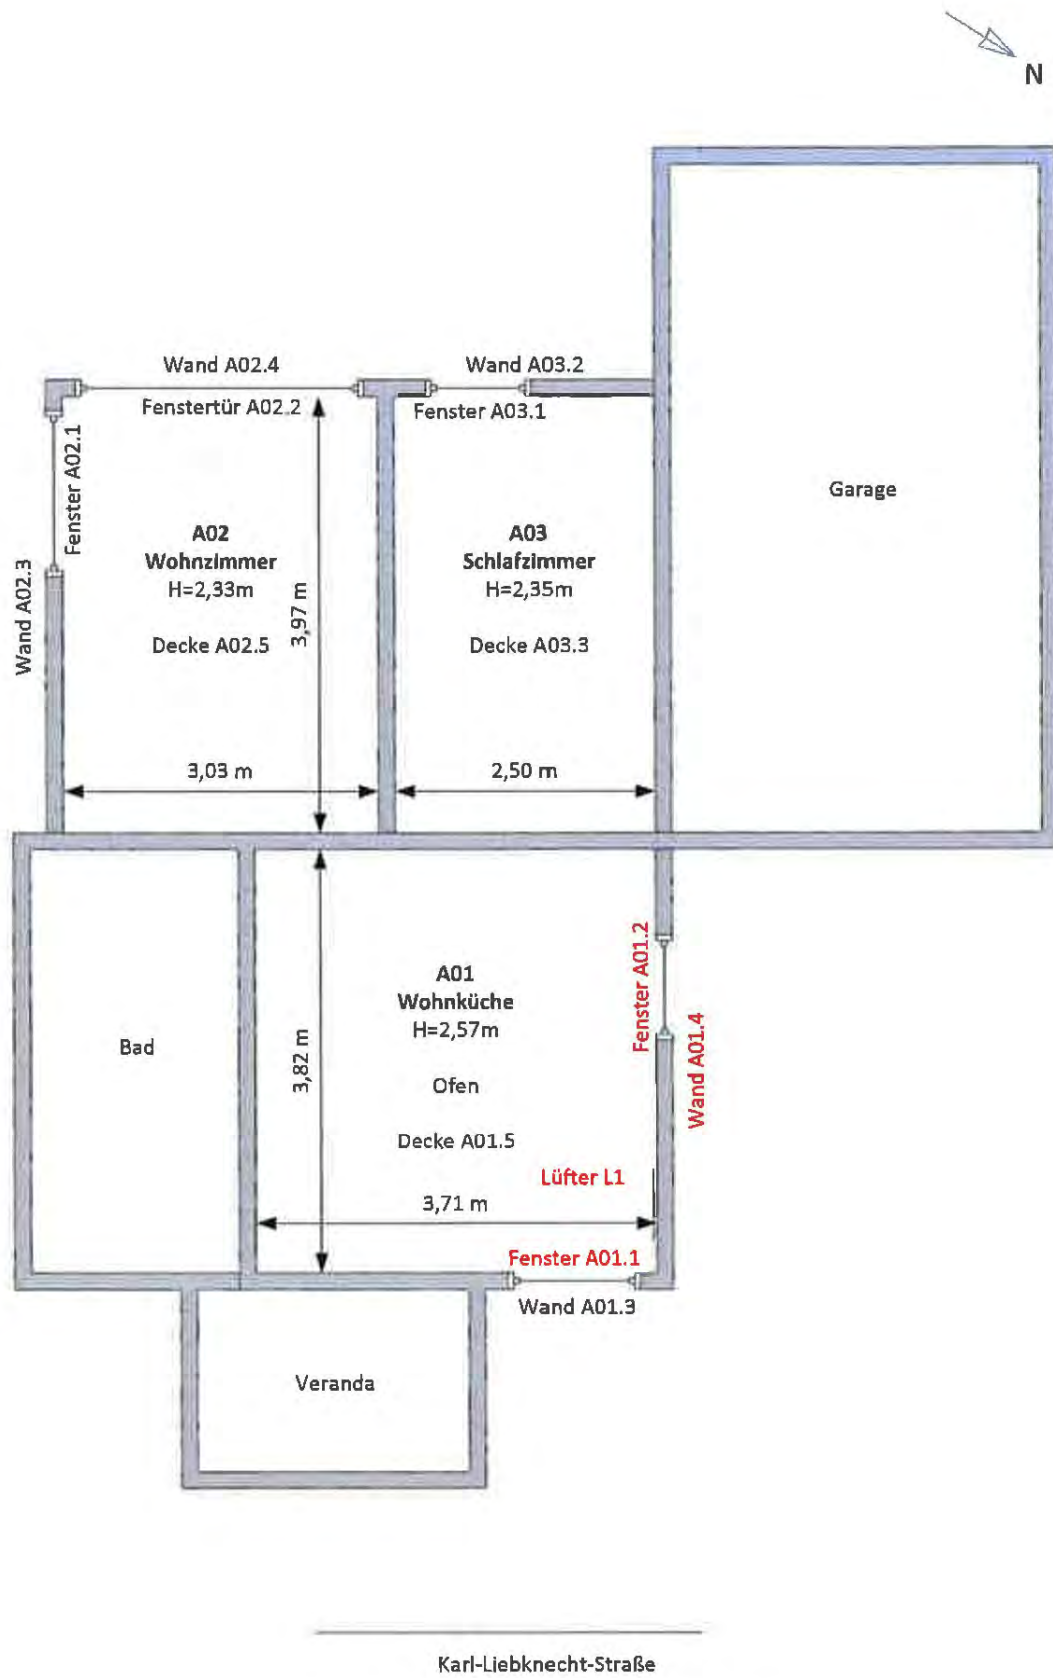 N
Wand A02.4
Wand A03.2
Fenstertür A02.2
Fenster A03.1
Fenster A02.1
Wand A02.3
A02
Wohnzimmer
H=2,33m
Decke A02.5
3,97 m
3,03 m
A03
Schlafzimmer
H=2,35m
Decke A03.3
2,50 m
Garage
Bad
3,82 m
A01
Wohnküche
H=2,57m
Ofen
Decke A01.5
Lüfter L1
3,71 m
Fenster A01.2
Wand A01.4
Fenster A01.1
Wand A01.3
Veranda
Karl-Liebknecht-Straße